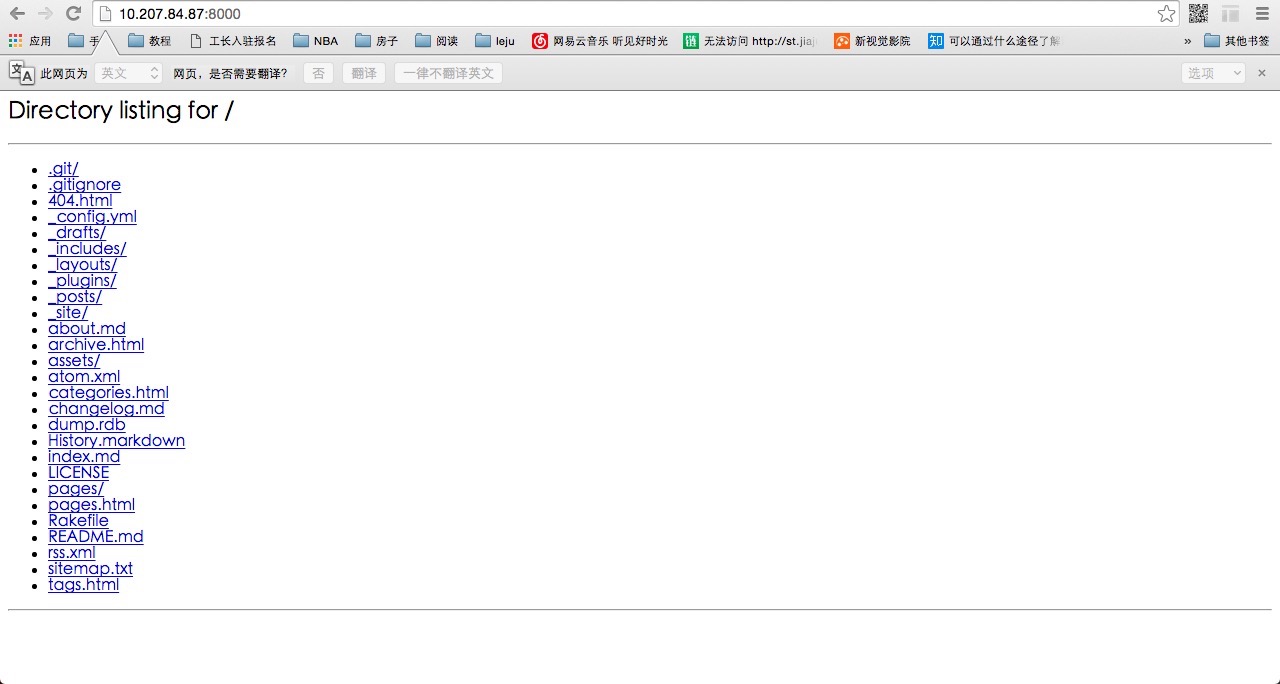 10.207.84.87:8000
应用 手 教程 工长入驻报名 NBA 房子 阅读 leju 网易云音乐 听见好时光 链 无法访问 http://st.jiaj 新视觉影院 知 可以通过什么途径了解 » 其他书签
文A 此网页为 英文 网页，是否需要翻译？ 否 翻译 一律不翻译英文 选项 ×
Directory listing for /
.git/
.gitignore
404.html
_config.yml
_drafts/
_includes/
_layouts/
_plugins/
_posts/
_site/
about.md
archive.html
assets/
atom.xml
categories.html
changelog.md
dump.rdb
History.markdown
index.md
LICENSE
pages/
pages.html
Rakefile
README.md
rss.xml
sitemap.txt
tags.html